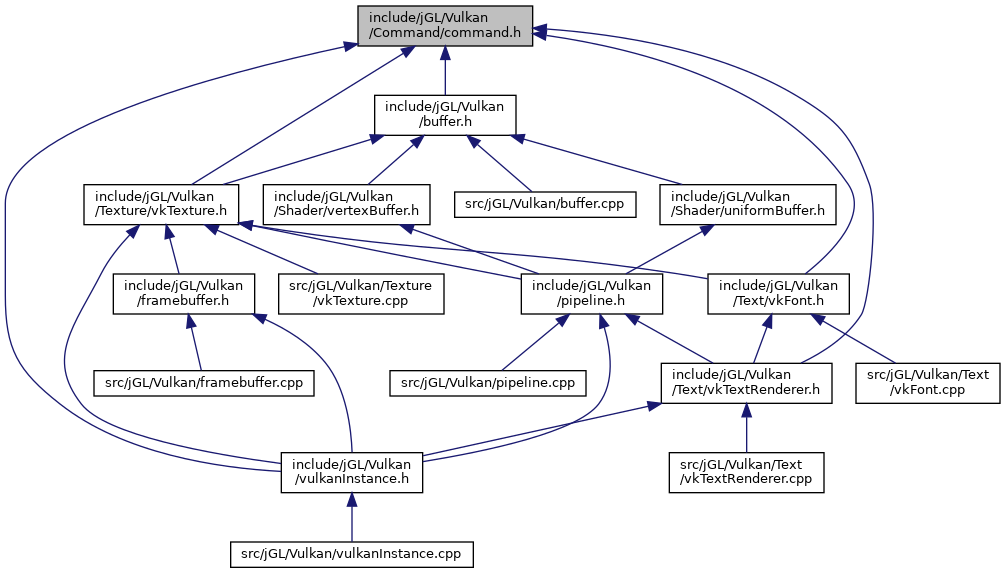 include/jGL/Vulkan
/Command/command.h
include/jGL/Vulkan
/buffer.h
include/jGL/Vulkan
/Texture/vkTexture.h
include/jGL/Vulkan
/Shader/vertexBuffer.h
src/jGL/Vulkan/buffer.cpp
include/jGL/Vulkan
/Shader/uniformBuffer.h
include/jGL/Vulkan
/framebuffer.h
src/jGL/Vulkan/Texture
/vkTexture.cpp
include/jGL/Vulkan
/pipeline.h
include/jGL/Vulkan
/Text/vkFont.h
src/jGL/Vulkan/framebuffer.cpp
src/jGL/Vulkan/pipeline.cpp
include/jGL/Vulkan
/Text/vkTextRenderer.h
src/jGL/Vulkan/Text
/vkFont.cpp
include/jGL/Vulkan
/vulkanInstance.h
src/jGL/Vulkan/Text
/vkTextRenderer.cpp
src/jGL/Vulkan/vulkanInstance.cpp